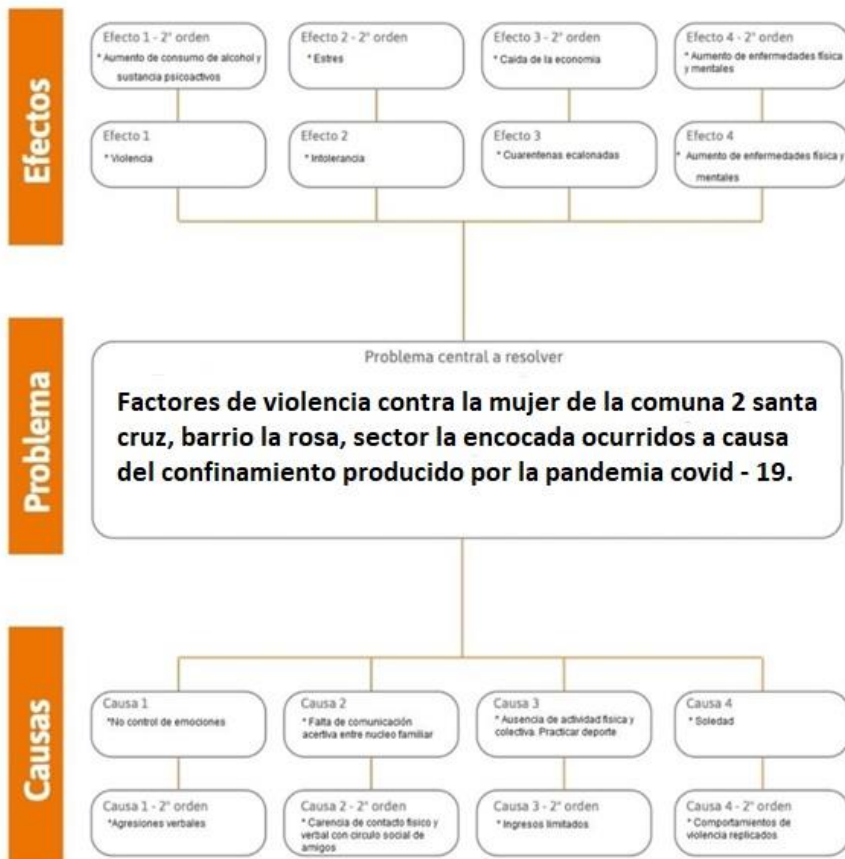 Efectos
Efecto 1 - 2° orden
* Aumento de consumo de alcohol y
sustancia psicoactivos
Efecto 2 - 2° orden
* Estres
Efecto 3 - 2° orden
* Caida de la economia
Efecto 4 - 2° orden
* Aumento de enfermedades física
y mentales
Efecto 1
* Violencia
Efecto 2
* Intolerancia
Efecto 3
* Cuarentenas ecalonadas
Efecto 4
* Aumento de enfermedades física y
mentales
Problema
Problema central a resolver
Factores de violencia contra la mujer de la comuna 2 santa
cruz, barrio la rosa, sector la encocada ocurridos a causa
del confinamiento producido por la pandemia covid - 19.
Causas
Causa 1
*No control de emociones
Causa 2
* Falta de comunicación
acertiva entre nucleo familiar
Causa 3
* Ausencia de actividad física y
colectiva. Practicar deporte
Causa 4
* Soledad
Causa 1 - 2° orden
*Agresiones verbales
Causa 2 - 2° orden
* Carencia de contacto físico y
verbal con circulo social de
amigos
Causa 3 - 2° orden
* Ingresos limitados
Causa 4 - 2° orden
* Comportamientos de
violencia replicados